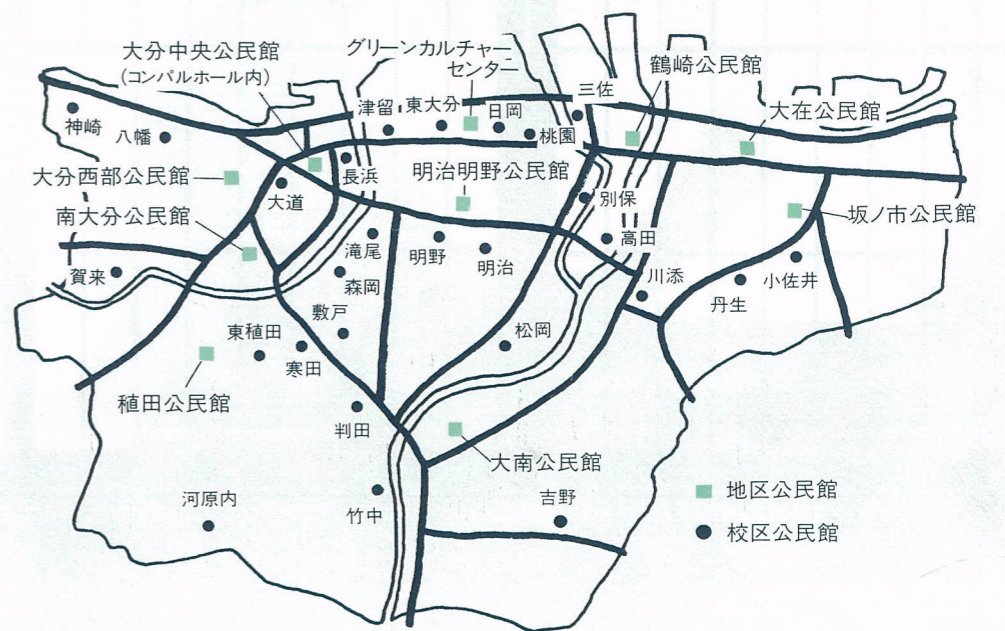 大分中央公民館
(コンパルホール内)
グリーンカルチャー
センター
鶴崎公民館
三佐
津留
東大分
日岡
桃園
大在公民館
神崎
八幡
大分西部公民館
大道
長浜
明治明野公民館
別保
坂ノ市公民館
南大分公民館
滝尾
明野
明治
高田
賀来
森岡
川添
丹生
小佐井
敷戸
東稙田
寒田
松岡
稙田公民館
判田
大南公民館
河原内
竹中
吉野
地区公民館
校区公民館